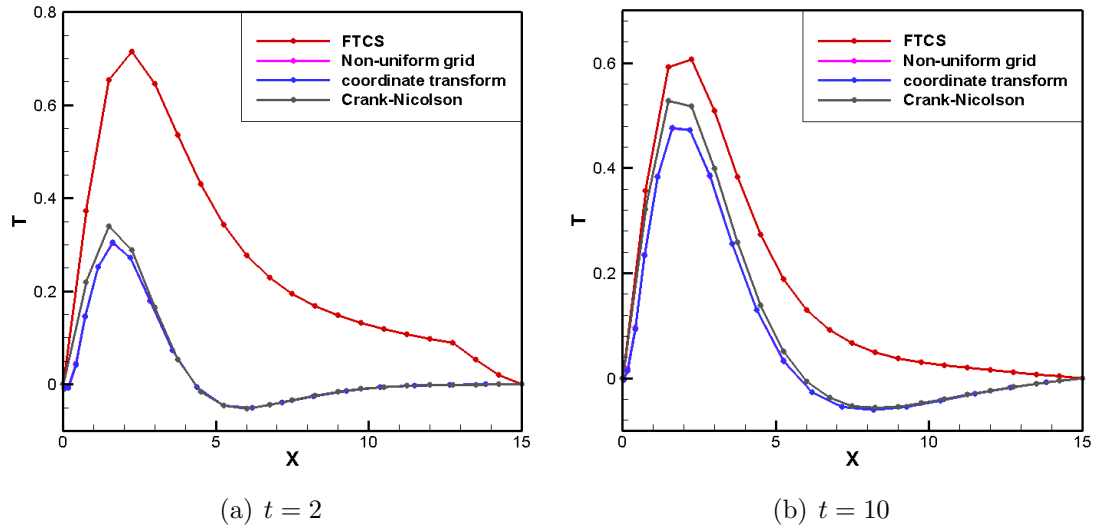 0.8
0.6
0.4
0.2
0
T
0
5
10
15
X
FTCS
Non-uniform grid
coordinate transform
Crank-Nicolson
(a) t = 2
0.6
0.4
0.2
0
T
0
5
10
15
X
FTCS
Non-uniform grid
coordinate transform
Crank-Nicolson
(b) t = 10